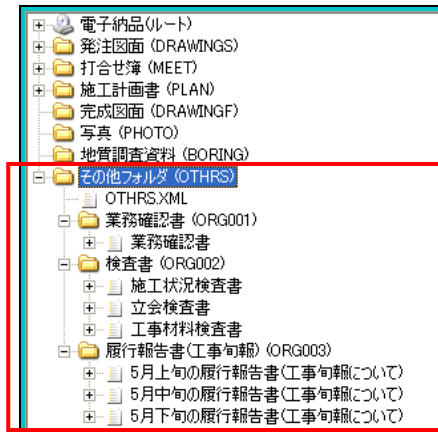 電子納品(ルート)
発注図面 (DRAWINGS)
打合せ簿 (MEET)
施工計画書 (PLAN)
完成図面 (DRAWINGF)
写真 (PHOTO)
地質調査資料 (BORING)
その他フォルダ (OTHRS)
OTHRS.XML
業務確認書 (ORG001)
業務確認書
検査書 (ORG002)
施工状況検査書
立会検査書
工事材料検査書
履行報告書(工事旬報) (ORG003)
5月上旬の履行報告書(工事旬報について)
5月中旬の履行報告書(工事旬報について)
5月下旬の履行報告書(工事旬報について)